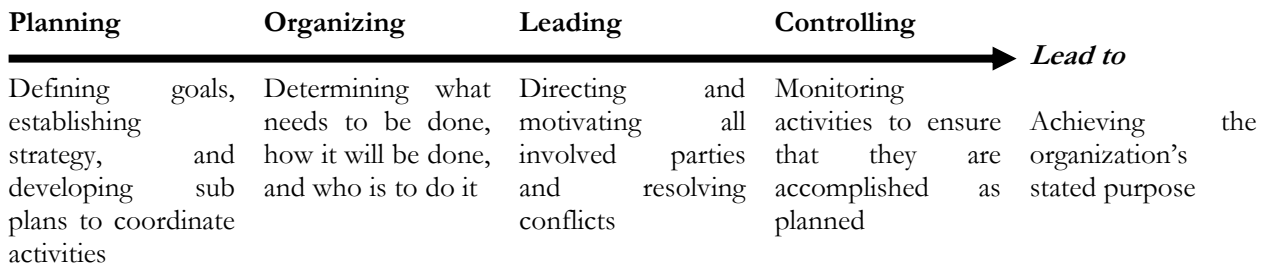 Planning
Organizing
Leading
Controlling
Lead to
Defining goals,
establishing
strategy, and
developing sub
plans to coordinate
activities
Determining what
needs to be done,
how it will be done,
and who is to do it
Directing and
motivating all
involved parties
and resolving
conflicts
Monitoring
activities to ensure
that they are
accomplished as
planned
Achieving the
organization's
stated purpose